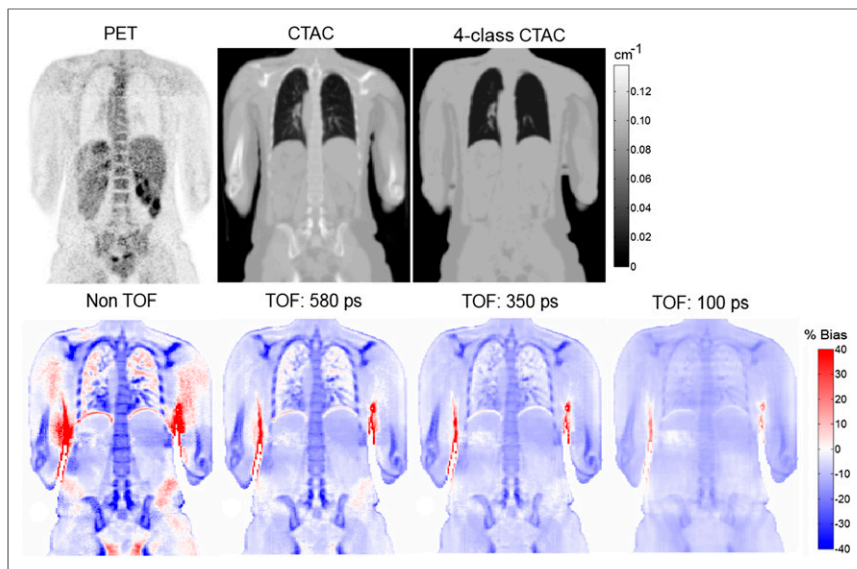 PET
CTAC
4-class CTAC
cm-1
0.12
0.10
0.08
0.06
0.04
0.02
0
Non TOF
TOF: 580 ps
TOF: 350 ps
TOF: 100 ps
% Bias
40
30
20
10
0
-10
-20
-30
-40